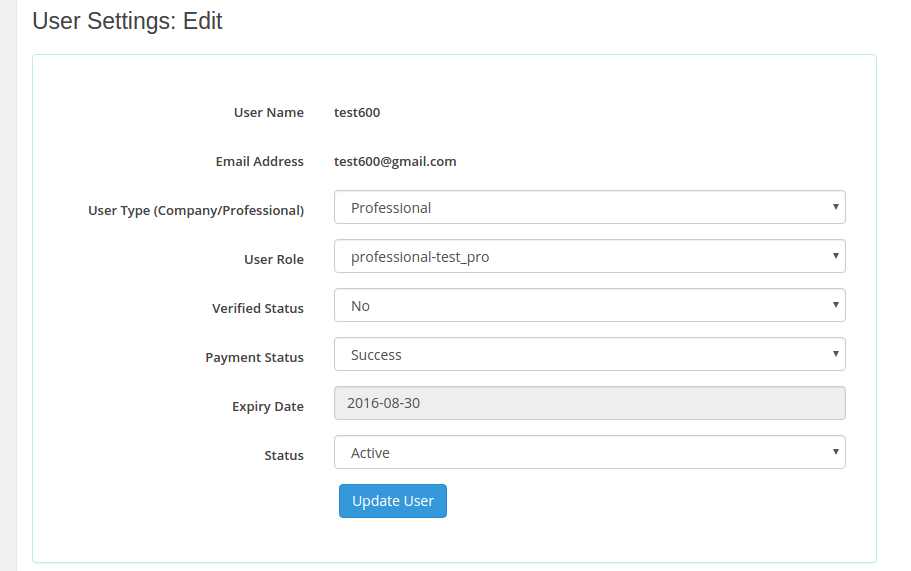 User Settings: Edit
User Name test600
Email Address test600@gmail.com
User Type (Company/Professional) Professional
User Role professional-test_pro
Verified Status No
Payment Status Success
Expiry Date 2016-08-30
Status Active
Update User